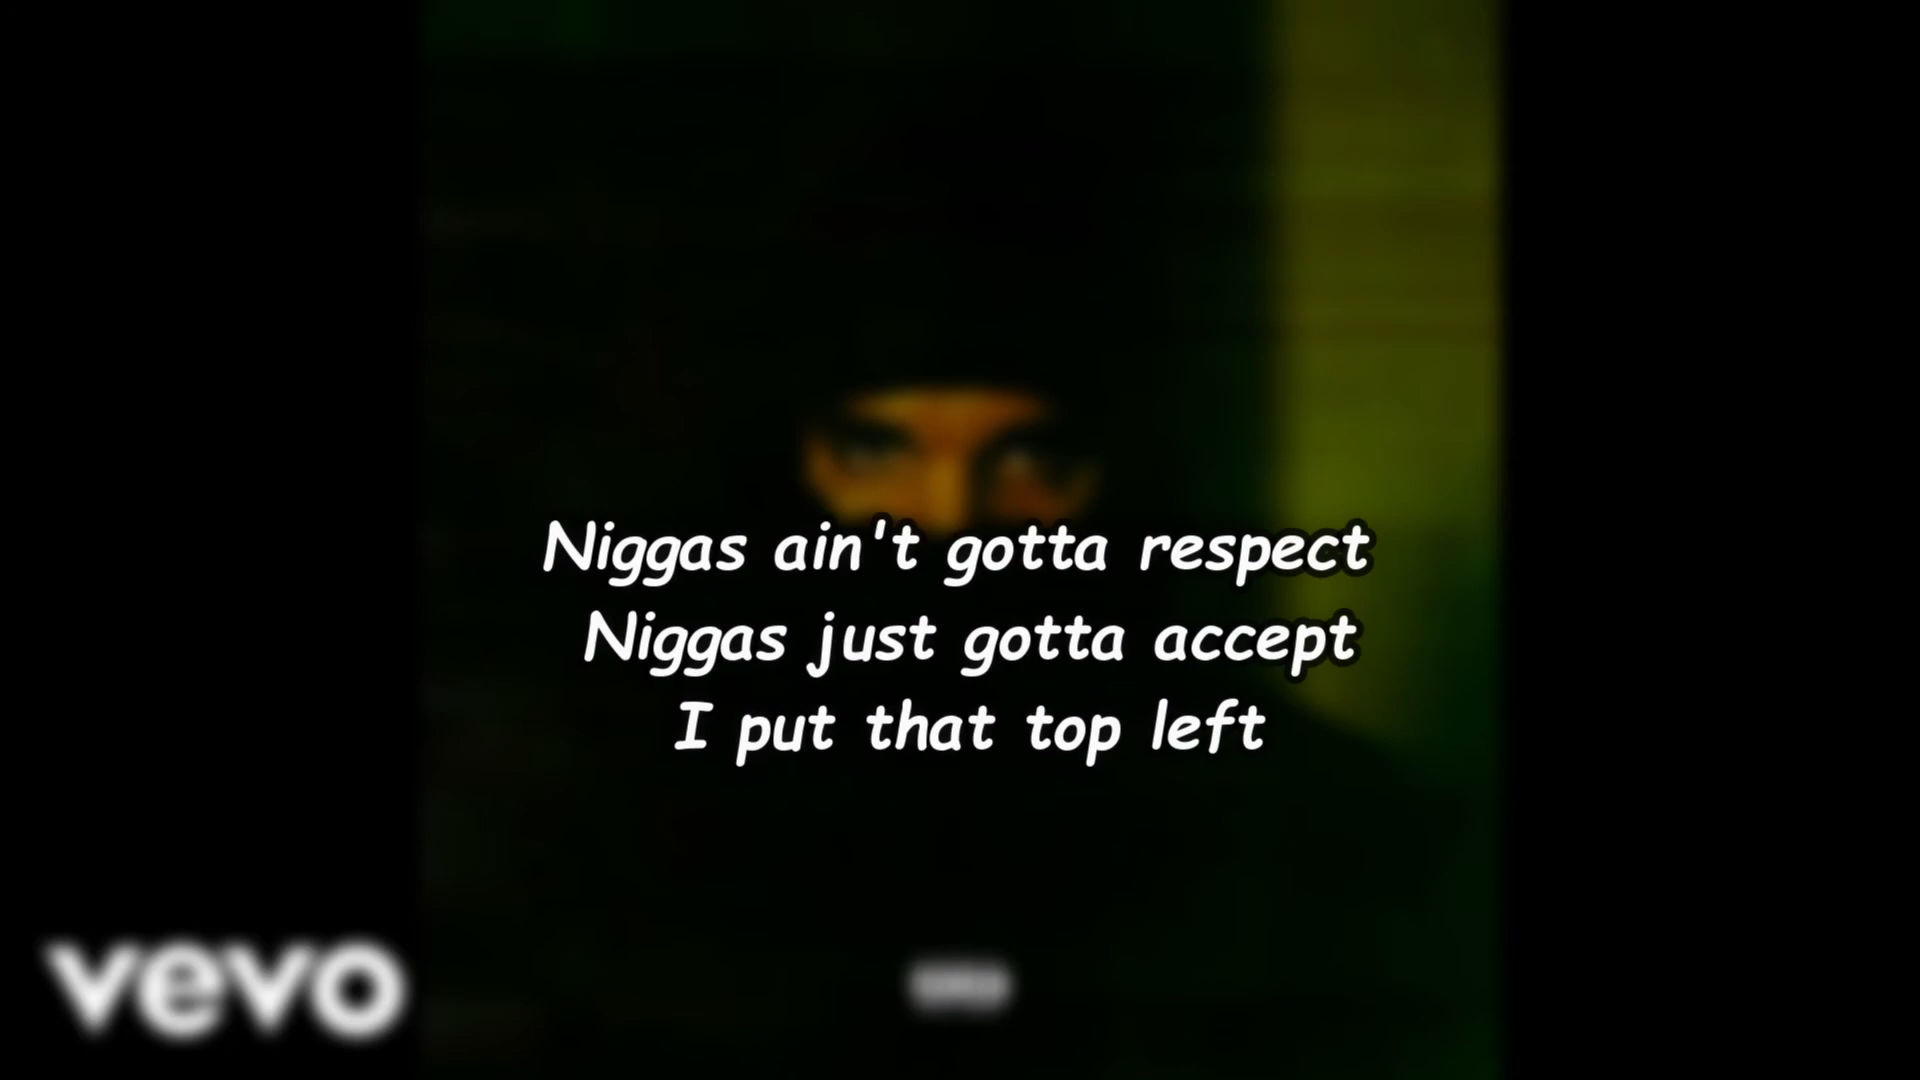 Niggas ain't gotta respect
Niggas just gotta accept
I put that top left
vevo